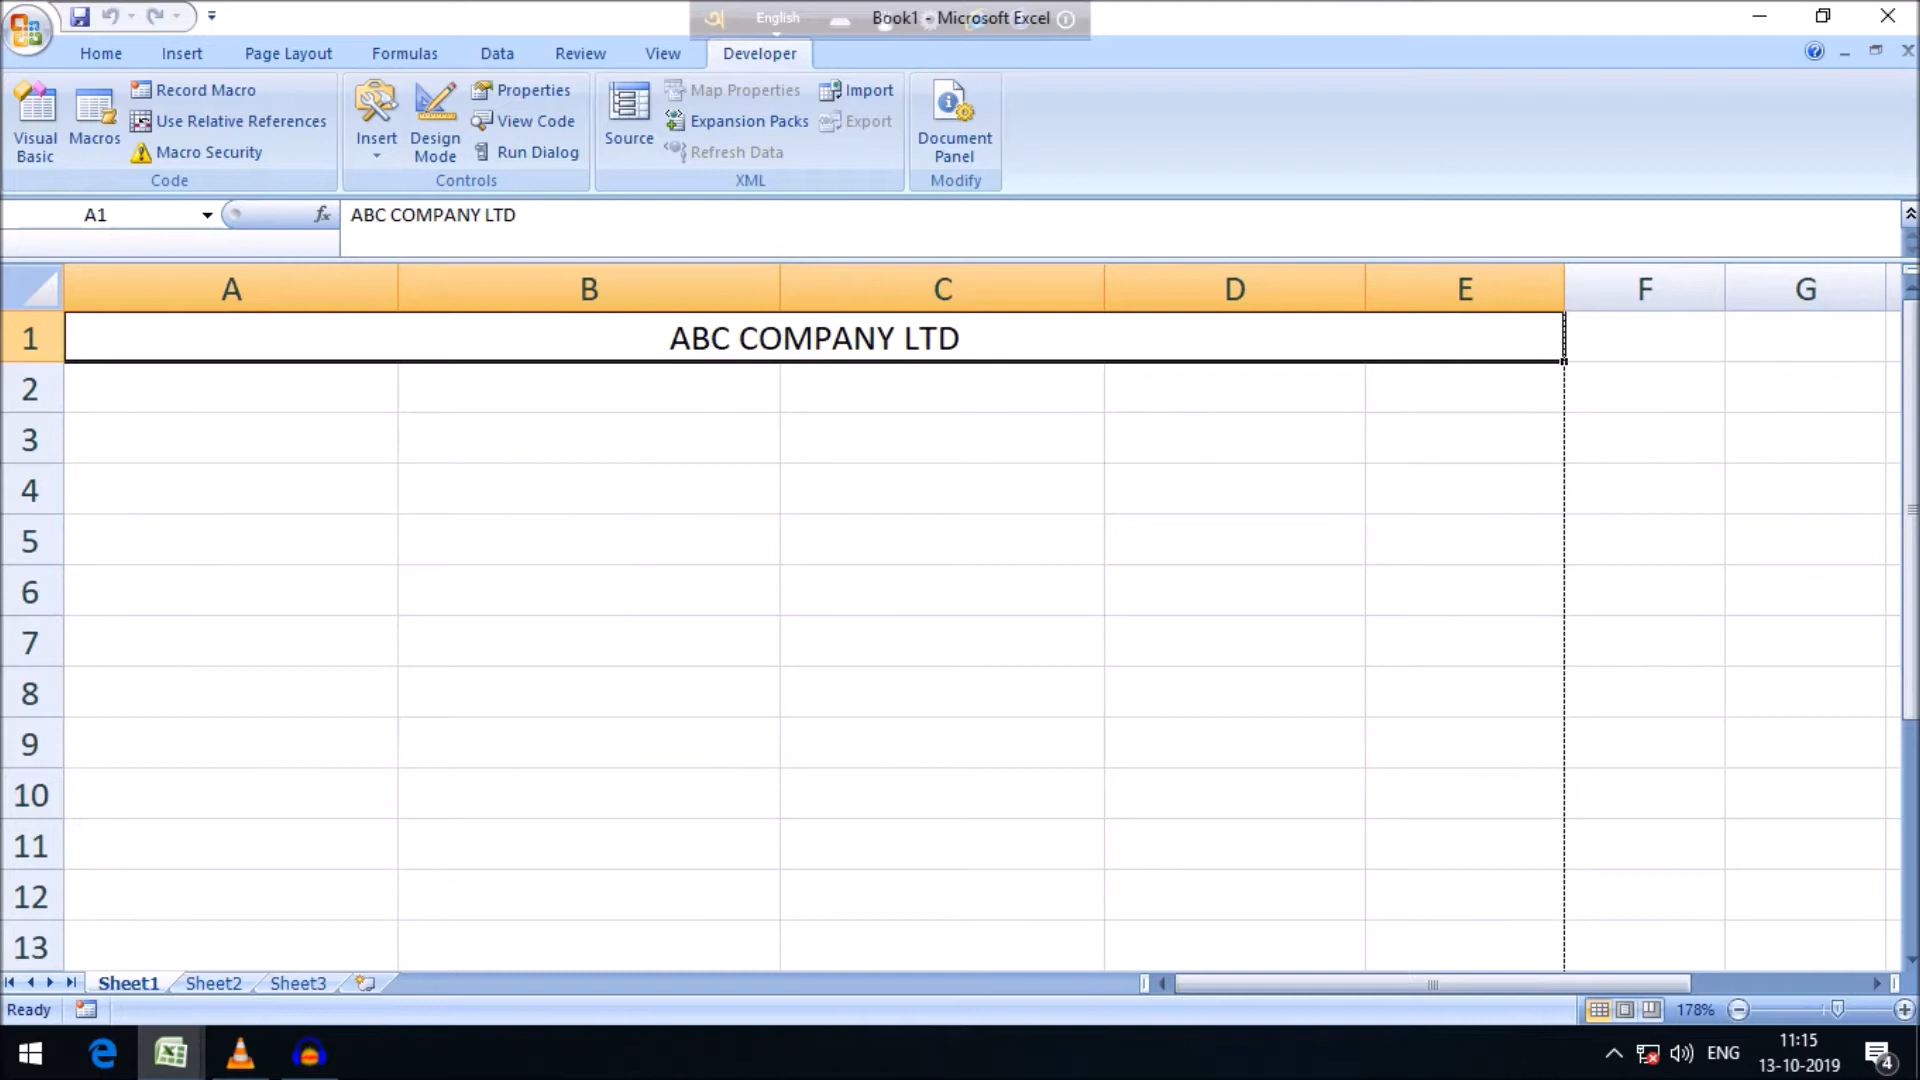 English
Book1 - Microsoft Excel
Home Insert Page Layout Formulas Data Review View Developer
Visual Basic
Macros
Record Macro
Use Relative References
Macro Security
Code
Insert
Design Mode
Properties
View Code
Run Dialog
Controls
Source
Map Properties
Expansion Packs
Refresh Data
Import
Export
XML
Document Panel
Modify
A1 fx ABC COMPANY LTD
A B C D E F G
1 ABC COMPANY LTD
2
3
4
5
6
7
8
9
10
11
12
13
Sheet1 Sheet2 Sheet3
Ready 178%
ENG 11:15
13-10-2019
4